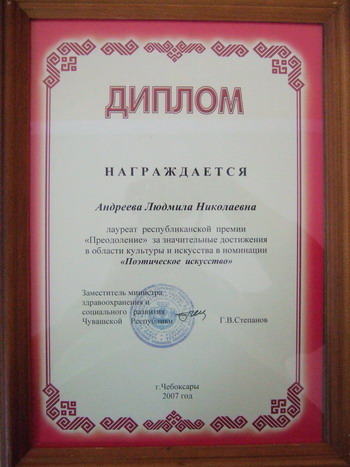 ДИПЛОМ
НАГРАЖДАЕТСЯ
Андреева Людмила Николаевна
лауреат республиканской премии
«Преодоление» за значительные достижения
в области культуры и искусства в номинации
«Поэтическое искусство»
Заместитель министра
здравоохранения и
социального развития
Чувашской Республики Г.В.Степанов
г.Чебоксары
2007 год